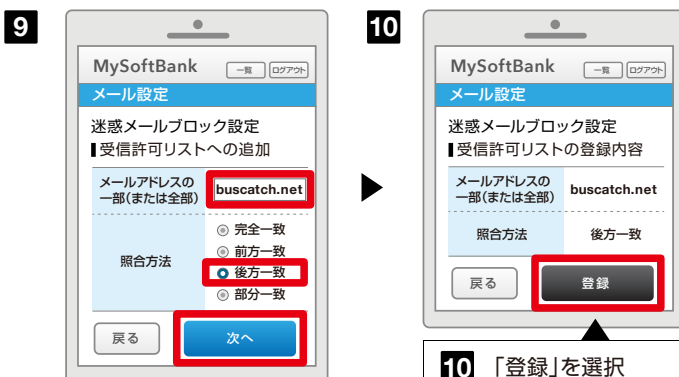 9
MySoftBank 一覧 ログアウト
メール設定
迷惑メールブロック設定
受信許可リストへの追加
メールアドレスの
一部(または全部)
buscatch.net
照合方法
完全一致
前方一致
後方一致
部分一致
戻る 次へ
10
MySoftBank 一覧 ログアウト
メール設定
迷惑メールブロック設定
受信許可リストの登録内容
メールアドレスの
一部(または全部)
buscatch.net
照合方法 後方一致
戻る 登録
10 「登録」を選択